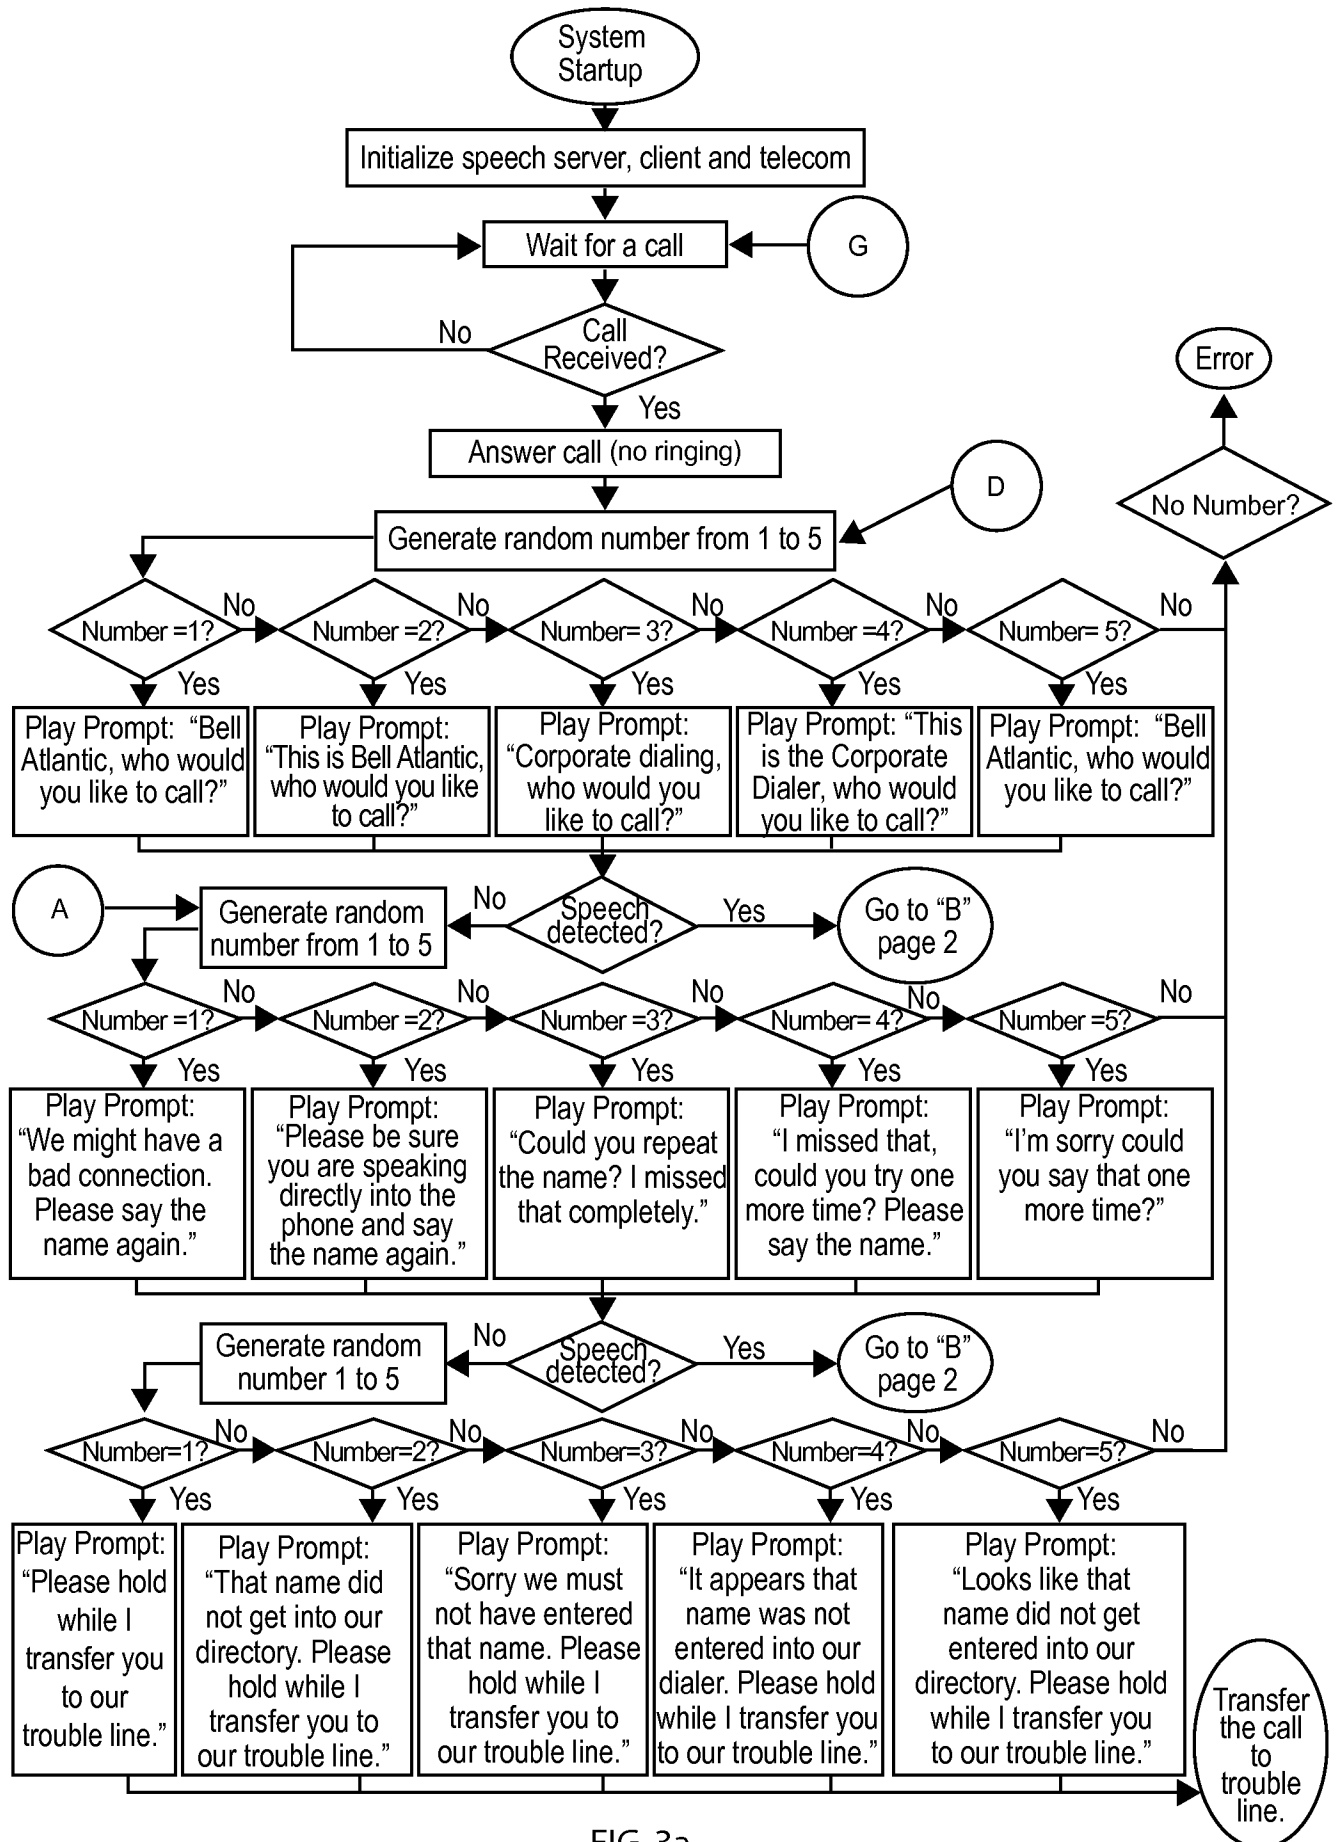 System
Startup
Initialize speech server, client and telecom
Wait for a call
G
No
Call
Received?
Error
Yes
Answer call (no ringing)
D
No Number?
Generate random number from 1 to 5
No
No
No
No
No
Number =1?
Number =2?
Number= 3?
Number =4?
Number= 5?
Yes
Yes
Yes
Yes
Yes
Play Prompt: “Bell
Atlantic, who would
you like to call?”
Play Prompt:
“This is Bell Atlantic,
who would you like
to call?”
Play Prompt:
“Corporate dialing,
who would you
like to call?”
Play Prompt: “This
is the Corporate
Dialer, who would
you like to call?”
Play Prompt: “Bell
Atlantic, who would
you like to call?”
A
Generate random
number from 1 to 5
No
Speech
detected?
Yes
Go to “B”
page 2
No
No
No
No
No
Number =1?
Number =2?
Number =3?
Number= 4?
Number =5?
Yes
Yes
Yes
Yes
Yes
Play Prompt:
“We might have a
bad connection.
Please say the
name again.”
Play Prompt:
“Please be sure
you are speaking
directly into the
phone and say
the name again.”
Play Prompt:
“Could you repeat
the name? I missed
that completely.”
Play Prompt:
“I missed that,
could you try one
more time? Please
say the name.”
Play Prompt:
“I’m sorry could
you say that one
more time?”
Generate random
number 1 to 5
No
Speech
detected?
Yes
Go to “B”
page 2
No
No
No
No
No
Number=1?
Number=2?
Number=3?
Number=4?
Number=5?
Yes
Yes
Yes
Yes
Yes
Play Prompt:
“Please hold
while I
transfer you
to our
trouble line.”
Play Prompt:
“That name did
not get into our
directory. Please
hold while I
transfer you to
our trouble line.”
Play Prompt:
“Sorry we must
not have entered
that name. Please
hold while I
transfer you to
our trouble line.”
Play Prompt:
“It appears that
name was not
entered into our
dialer. Please hold
while I transfer you
to our trouble line.”
Play Prompt:
“Looks like that
name did not get
entered into our
directory. Please hold
while I transfer you
to our trouble line.”
Transfer
the call
to
trouble
line.
FIG. 3a